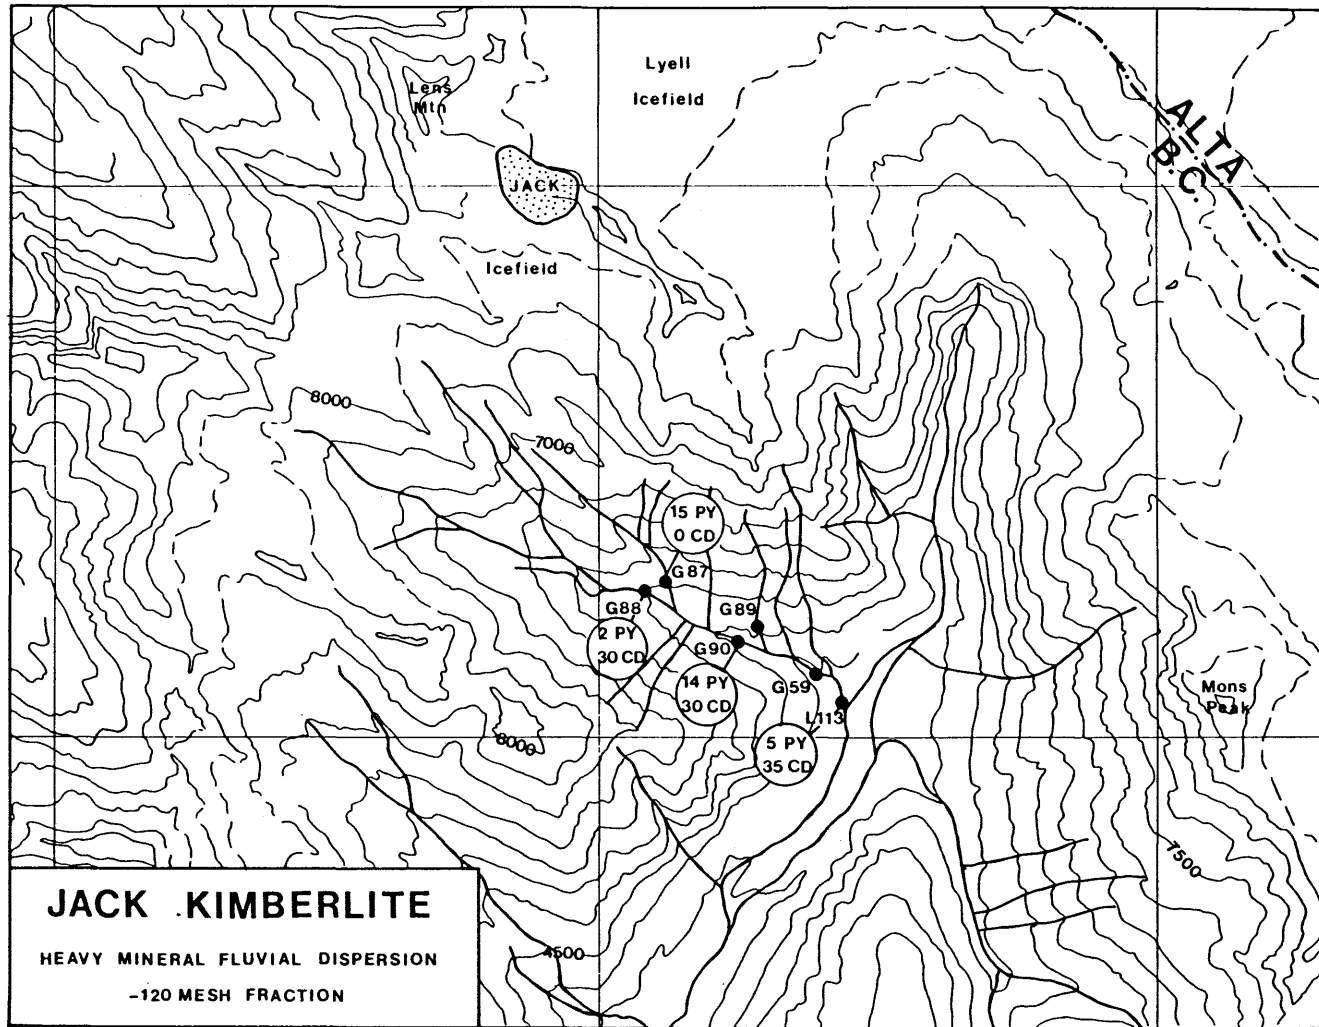 Lyell
Icefield
Lens
Mtn
ALTA
B.C.
JACK
Icefield
8000
7000
15 PY
0 CD
G87
G88
G89
2 PY
30 CD
G90
14 PY
30 CD
G59
L113
Mons
Peak
8000
5 PY
35 CD
7500
4500
JACK KIMBERLITE
HEAVY MINERAL FLUVIAL DISPERSION
-120 MESH FRACTION